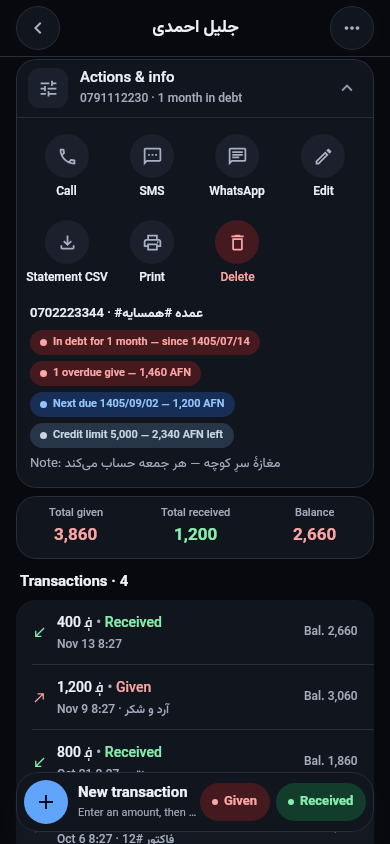 جلیل احمدی
Actions & info
0791112230 · 1 month in debt
Call
SMS
WhatsApp
Edit
Statement CSV
Print
Delete
0702223344 · #عمده #همسایه
In debt for 1 month — since 1405/07/14
1 overdue give — 1,460 AFN
Next due 1405/09/02 — 1,200 AFN
Credit limit 5,000 — 2,340 AFN left
Note: مغازهٔ سر کوچه — هر جمعه حساب می‌کند
Total given
Total received
Balance
3,860
1,200
2,660
Transactions · 4
400 ؋ • Received
Nov 13 8:27
Bal. 2,660
1,200 ؋ • Given
Nov 9 8:27 · آرد و شکر
Bal. 3,060
800 ؋ • Received
Bal. 1,860
New transaction
Enter an amount, then …
Given
Received
Oct 6 8:27 · فاکتور #12